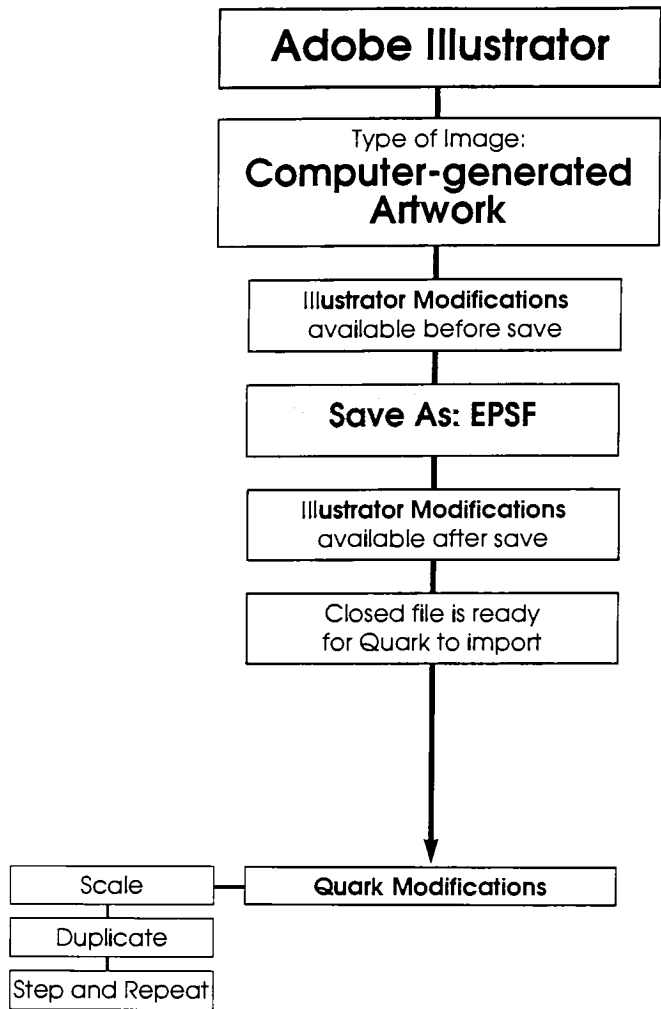 Adobe Illustrator
Type of Image:
Computer-generated
Artwork
Illustrator Modifications
available before save
Save As: EPSF
Illustrator Modifications
available after save
Closed file is ready
for Quark to import
Scale
Quark Modifications
Duplicate
Step and Repeat